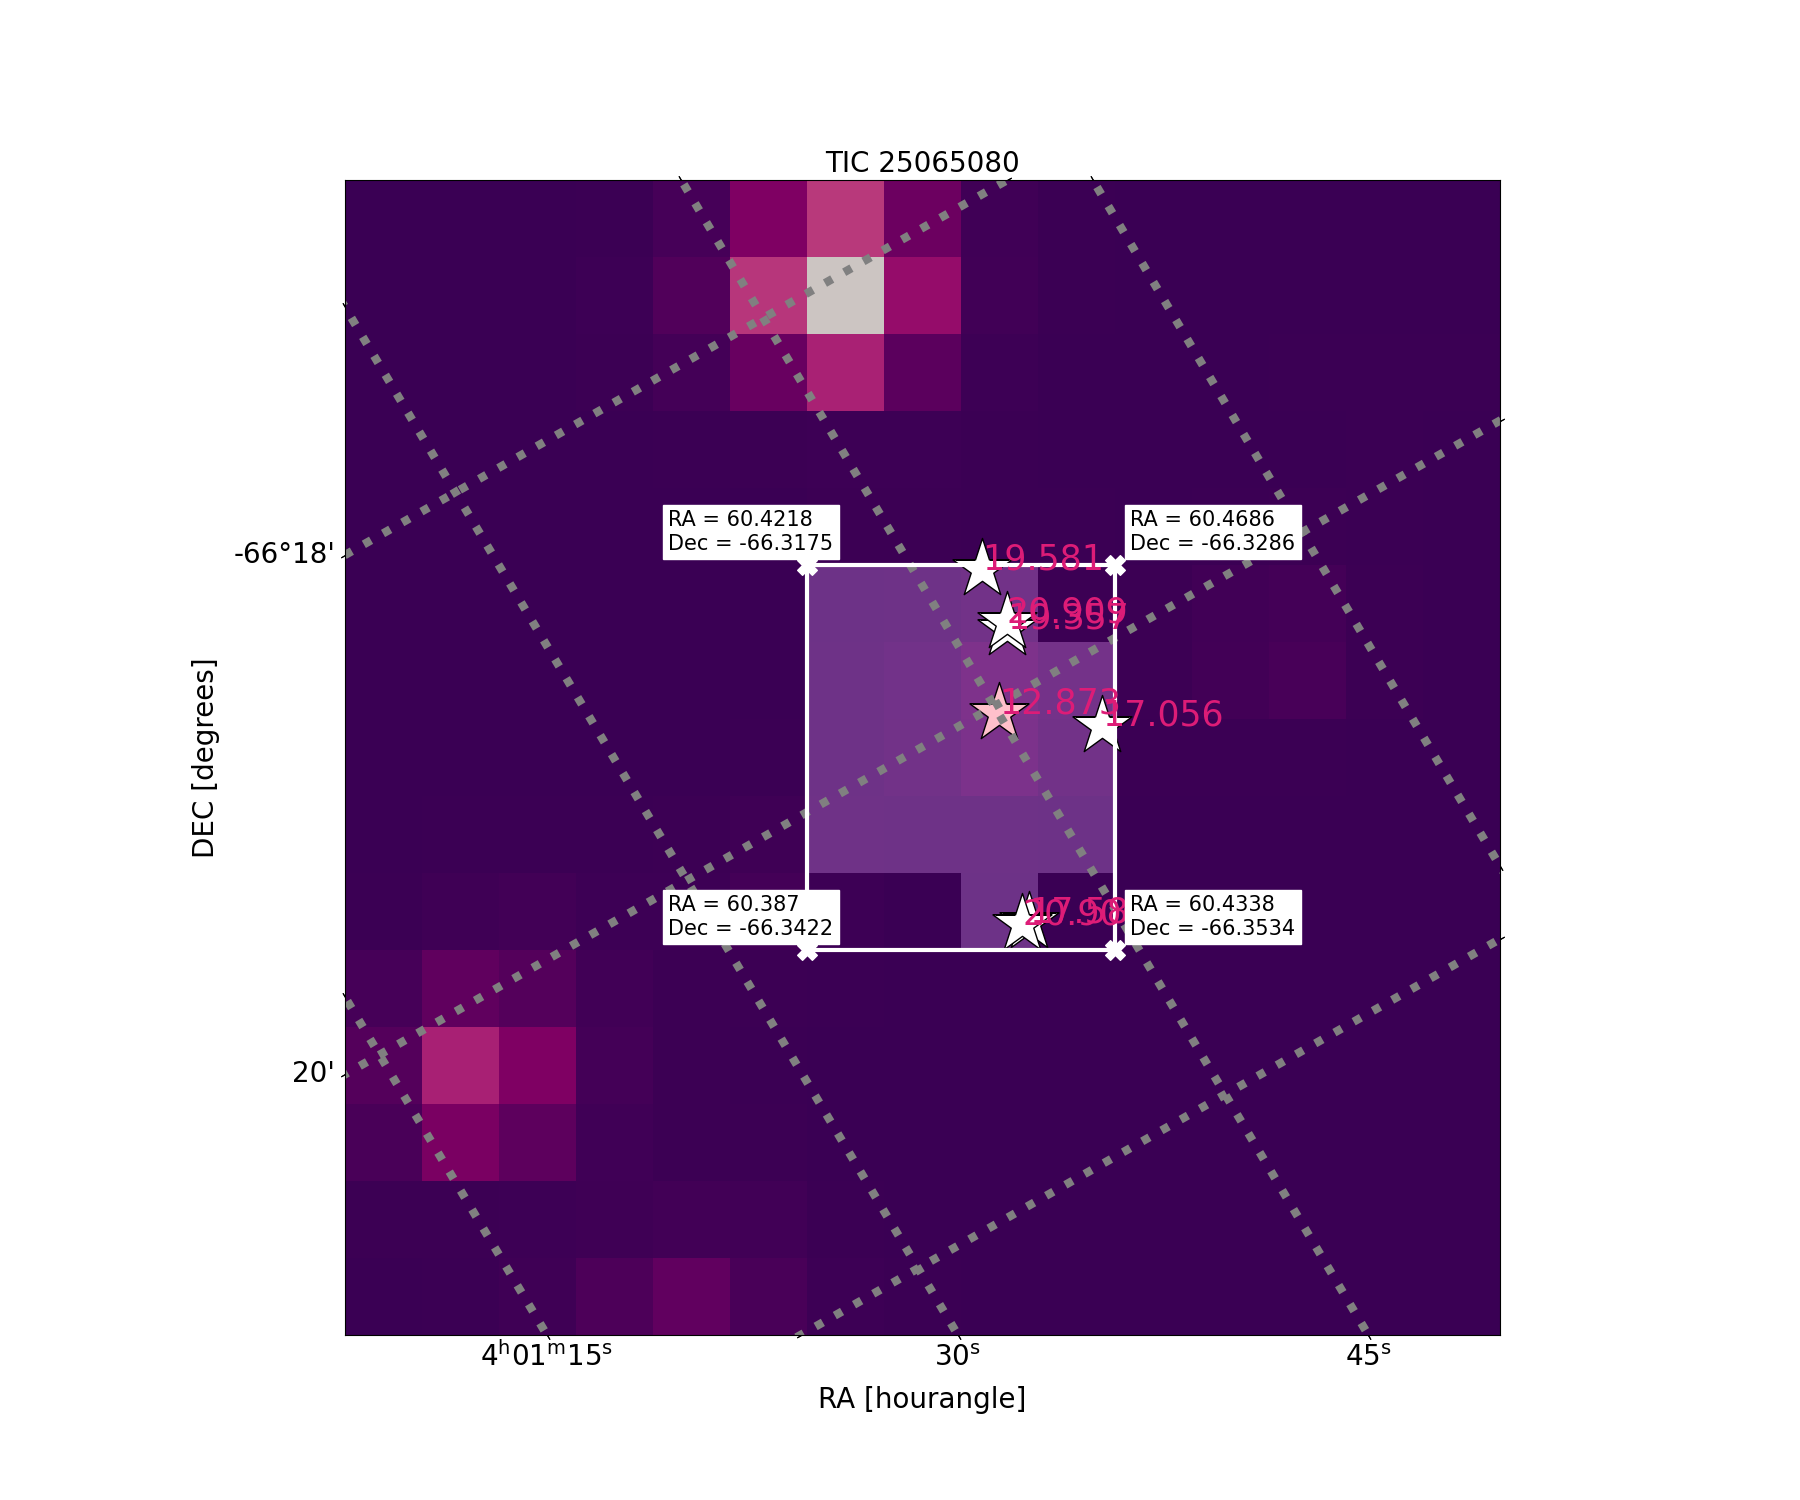 TIC 25065080
-66°18'
RA = 60.4218
Dec = -66.3175
RA = 60.4686
Dec = -66.3286
19.581
12.873
17.056
DEC [degrees]
RA = 60.387
Dec = -66.3422
RA = 60.4338
Dec = -66.3534
20'
4ʰ01ᵐ15ˢ
30ˢ
45ˢ
RA [hourangle]